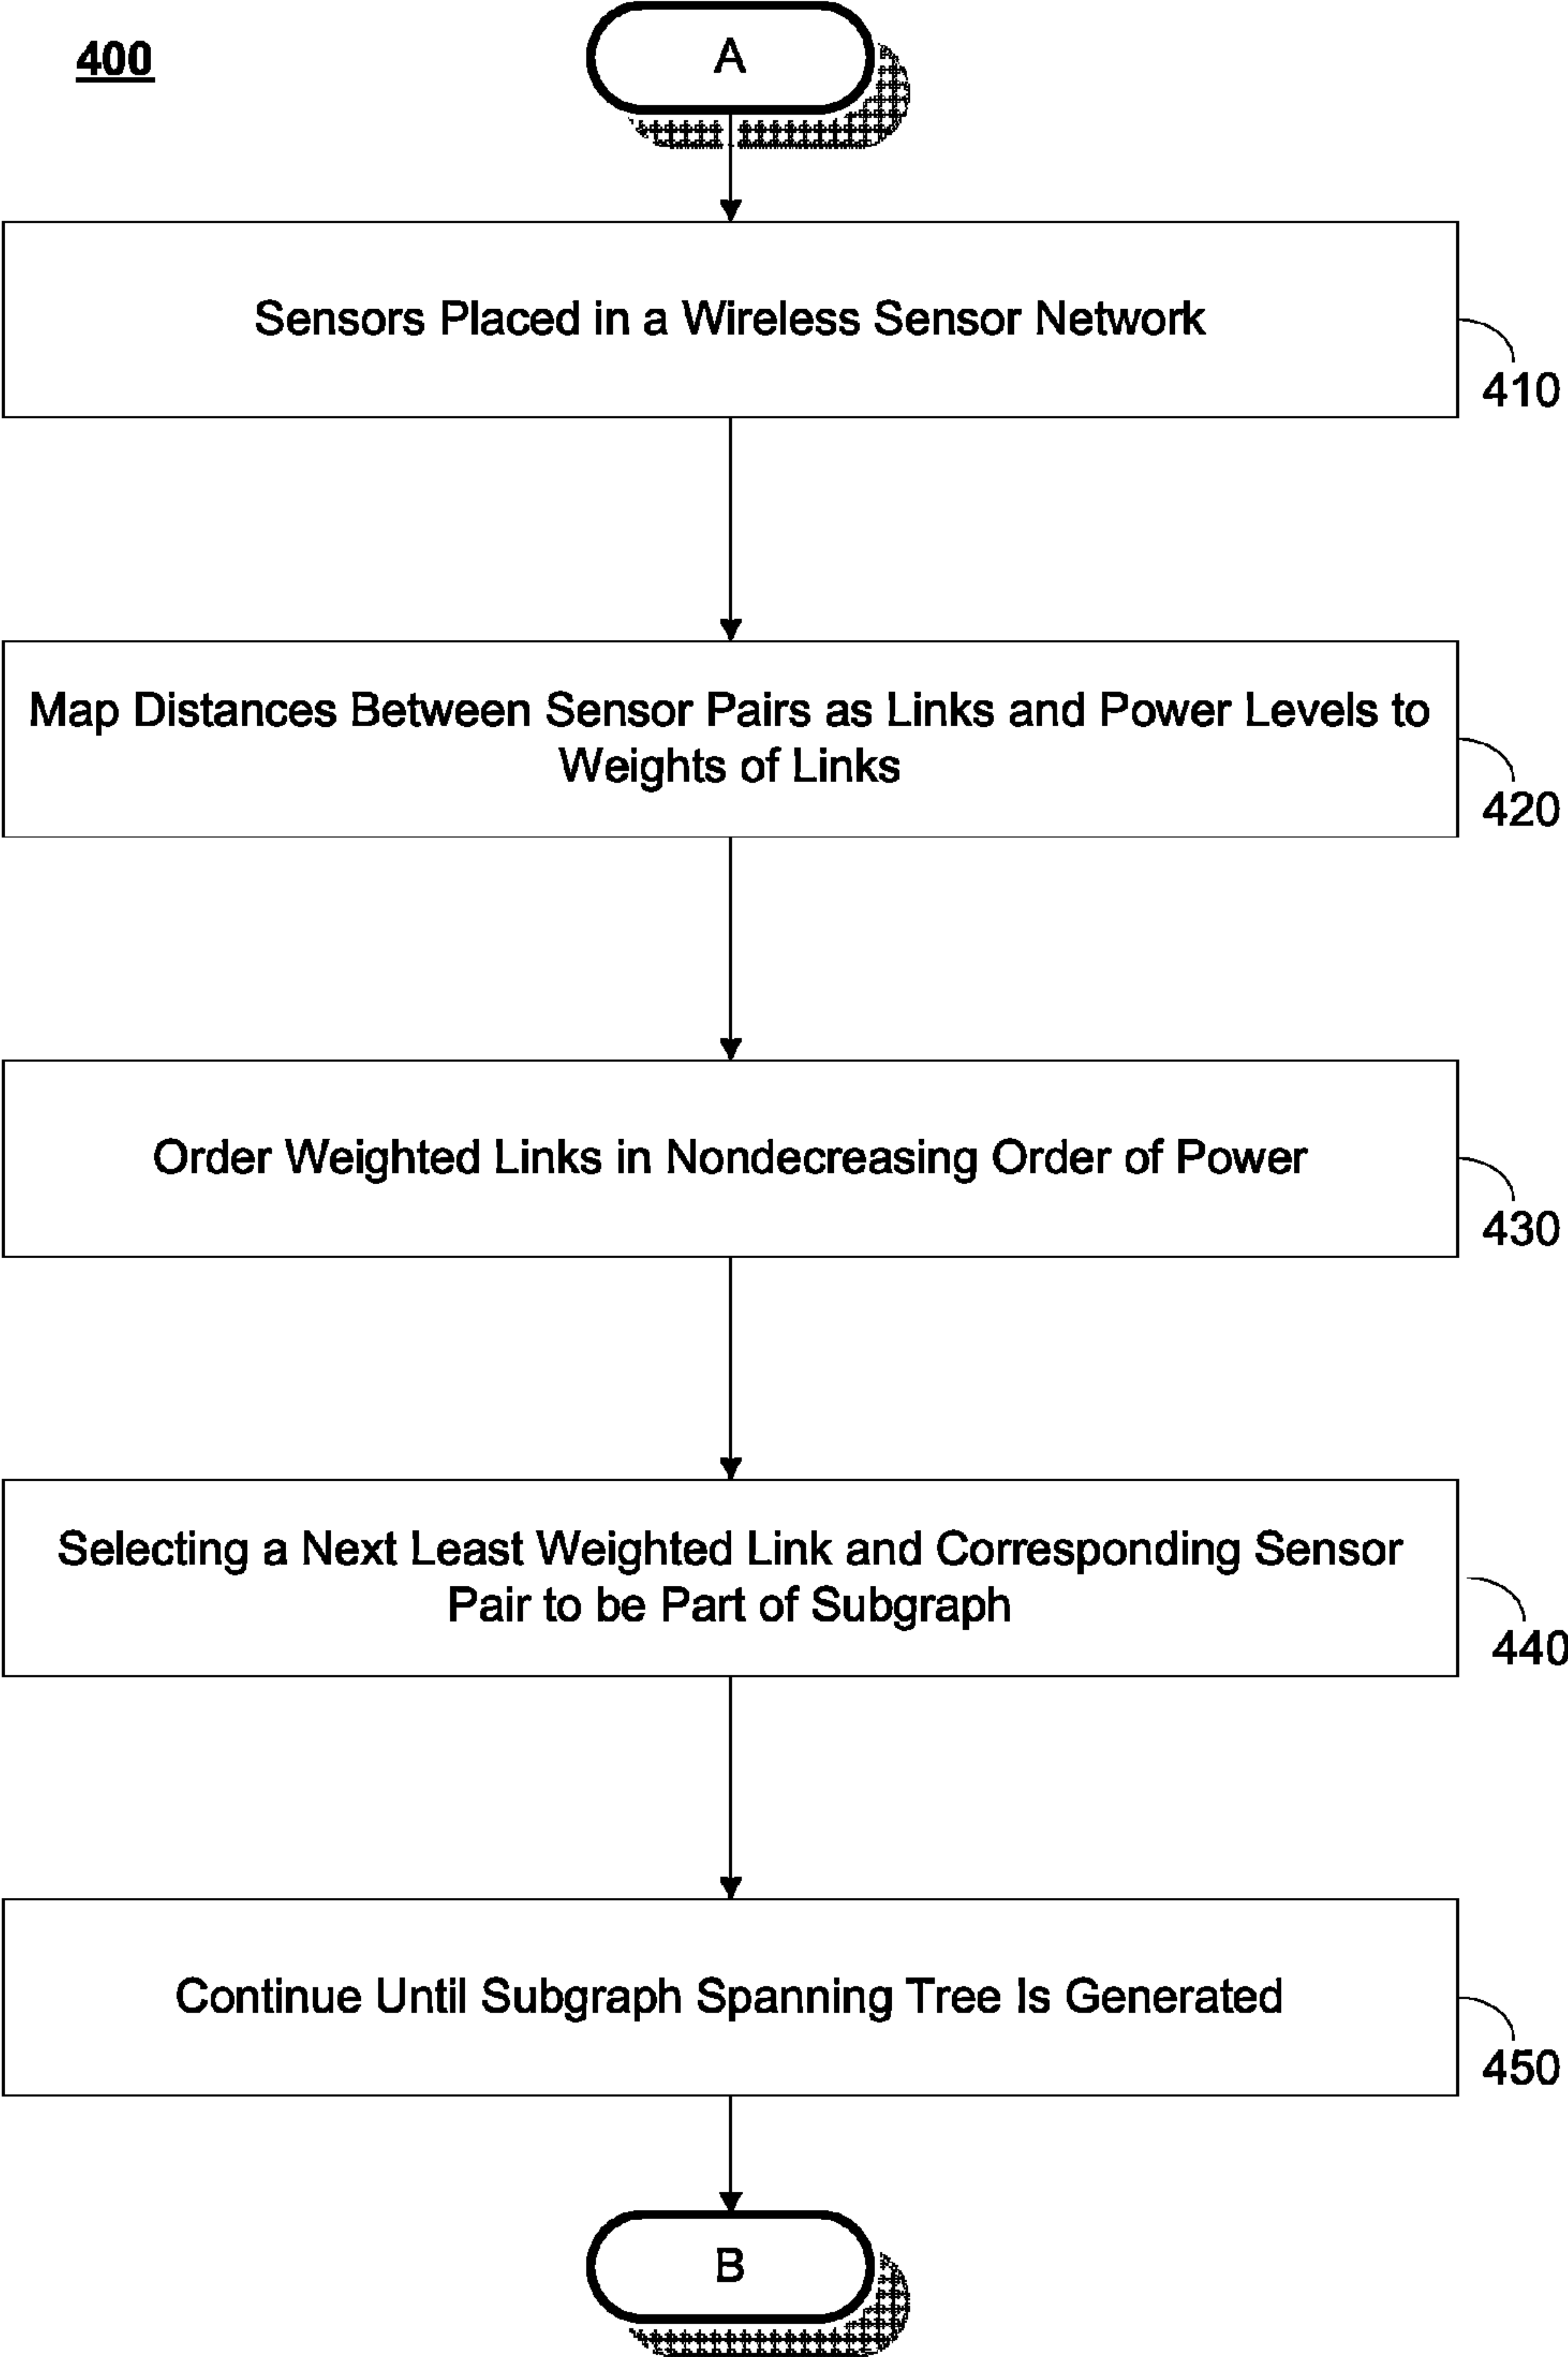 400
A
Sensors Placed in a Wireless Sensor Network
410
Map Distances Between Sensor Pairs as Links and Power Levels to
Weights of Links
420
Order Weighted Links in Nondecreasing Order of Power
430
Selecting a Next Least Weighted Link and Corresponding Sensor
Pair to be Part of Subgraph
440
Continue Until Subgraph Spanning Tree Is Generated
450
B